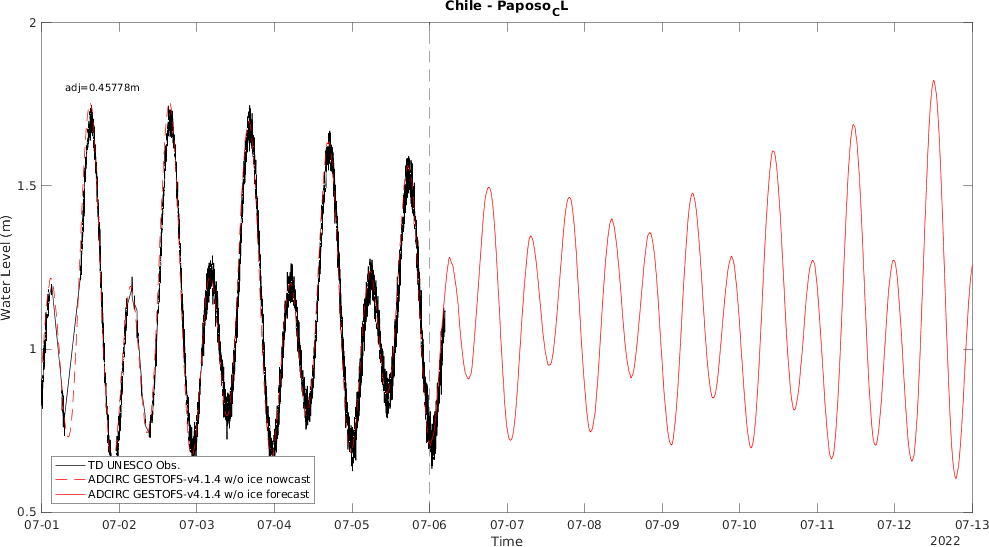 Chile - Paposo_CL
2
adj=0.45778m
1.5
Water Level (m)
1
TD UNESCO Obs.
ADCIRC GESTOFS-v4.1.4 w/o ice nowcast
ADCIRC GESTOFS-v4.1.4 w/o ice forecast
0.5
07-01 07-02 07-03 07-04 07-05 07-06 07-07 07-08 07-09 07-10 07-11 07-12 07-13
Time
2022